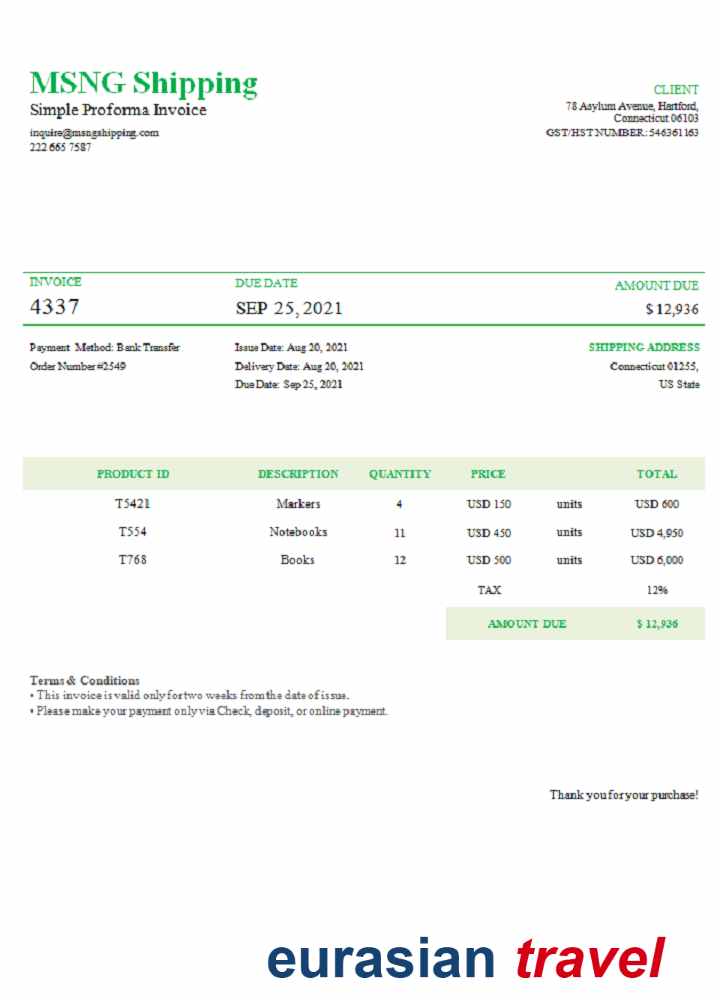 MSNG Shipping
Simple Proforma Invoice
inquire@msngshipping.com
222 665 7587
CLIENT
78 Asylum Avenue, Hartford,
Connecticut 06103
GST/HST NUMBER: 546361163
INVOICE DUE DATE AMOUNT DUE
4337 SEP 25, 2021 $ 12,936
Payment Method: Bank Transfer Issue Date: Aug 20, 2021 SHIPPING ADDRESS
Order Number #2549 Delivery Date: Aug 20, 2021 Connecticut 01255,
Due Date: Sep 25, 2021 US State
PRODUCT ID DESCRIPTION QUANTITY PRICE TOTAL
T5421 Markers 4 USD 150 units USD 600
T554 Notebooks 11 USD 450 units USD 4,950
T768 Books 12 USD 500 units USD 6,000
TAX 12%
AMOUNT DUE $ 12,936
Terms & Conditions
• This invoice is valid only for two weeks from the date of issue.
• Please make your payment only via Check, deposit, or online payment.
Thank you for your purchase!
eurasian travel